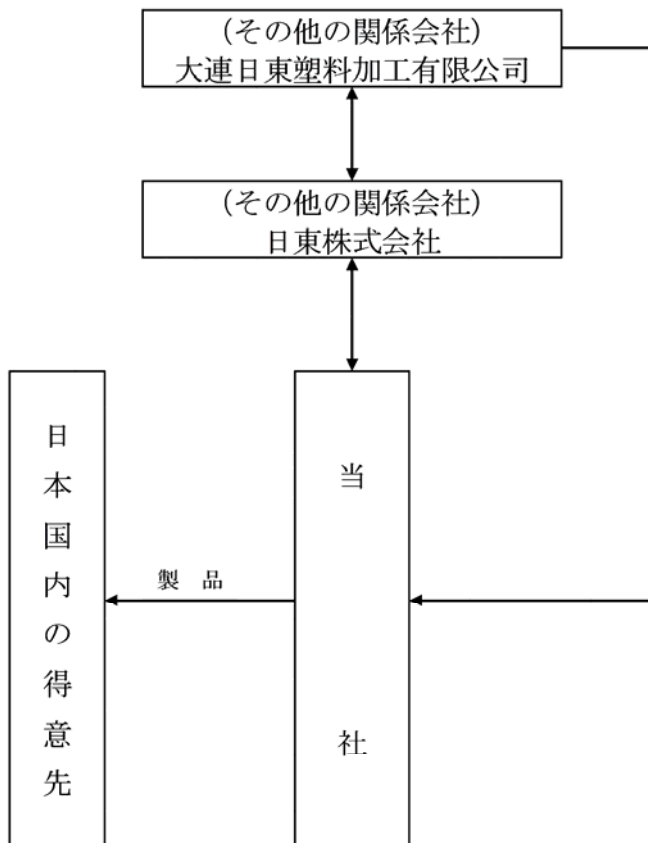 (その他の関係会社)
大連日東塑料加工有限公司
(その他の関係会社)
日東株式会社
日本国内の得意先
製 品
当 社